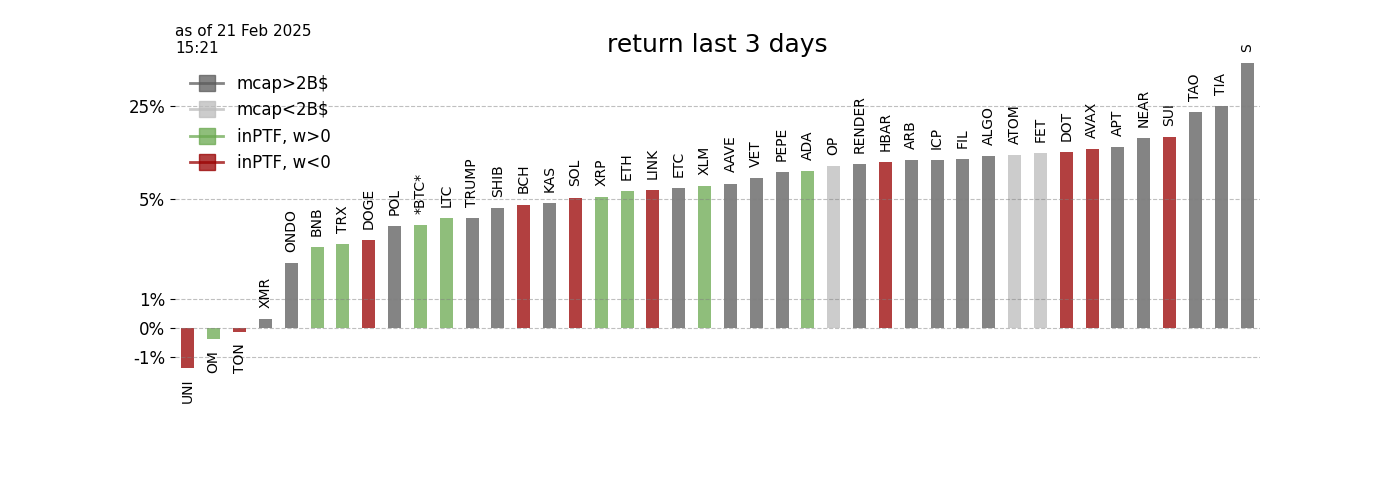 as of 21 Feb 2025
15:21
return last 3 days
mcap>2B$
mcap<2B$
inPTF, w>0
inPTF, w<0
25%
5%
1%
0%
-1%
UNI
OM
TON
XMR
ONDO
BNB
TRX
DOGE
POL
*BTC*
LTC
TRUMP
SHIB
BCH
KAS
SOL
XRP
ETH
LINK
ETC
XLM
AAVE
VET
PEPE
ADA
OP
RENDER
HBAR
ARB
ICP
FIL
ALGO
ATOM
FET
DOT
AVAX
APT
NEAR
SUI
TAO
TIA
S